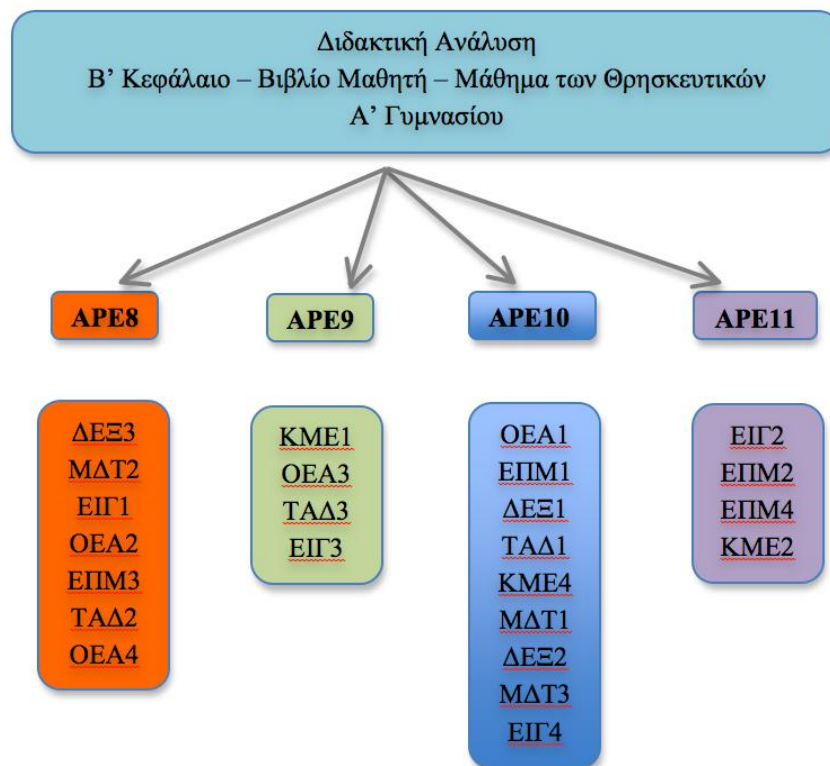 Διδακτική Ανάλυση
Β’ Κεφάλαιο – Βιβλίο Μαθητή – Μάθημα των Θρησκευτικών
Α’ Γυμνασίου
ΑΡΕ8
ΑΡΕ9
ΑΡΕ10
ΑΡΕ11
ΔΕΞ3
ΜΔΤ2
ΕΙΓ1
ΟΕΑ2
ΕΠΜ3
ΤΑΔ2
ΟΕΑ4
ΚΜΕ1
ΟΕΑ3
ΤΑΔ3
ΕΙΓ3
ΟΕΑ1
ΕΠΜ1
ΔΕΞ1
ΤΑΔ1
ΚΜΕ4
ΜΔΤ1
ΔΕΞ2
ΜΔΤ3
ΕΙΓ4
ΕΙΓ2
ΕΠΜ2
ΕΠΜ4
ΚΜΕ2